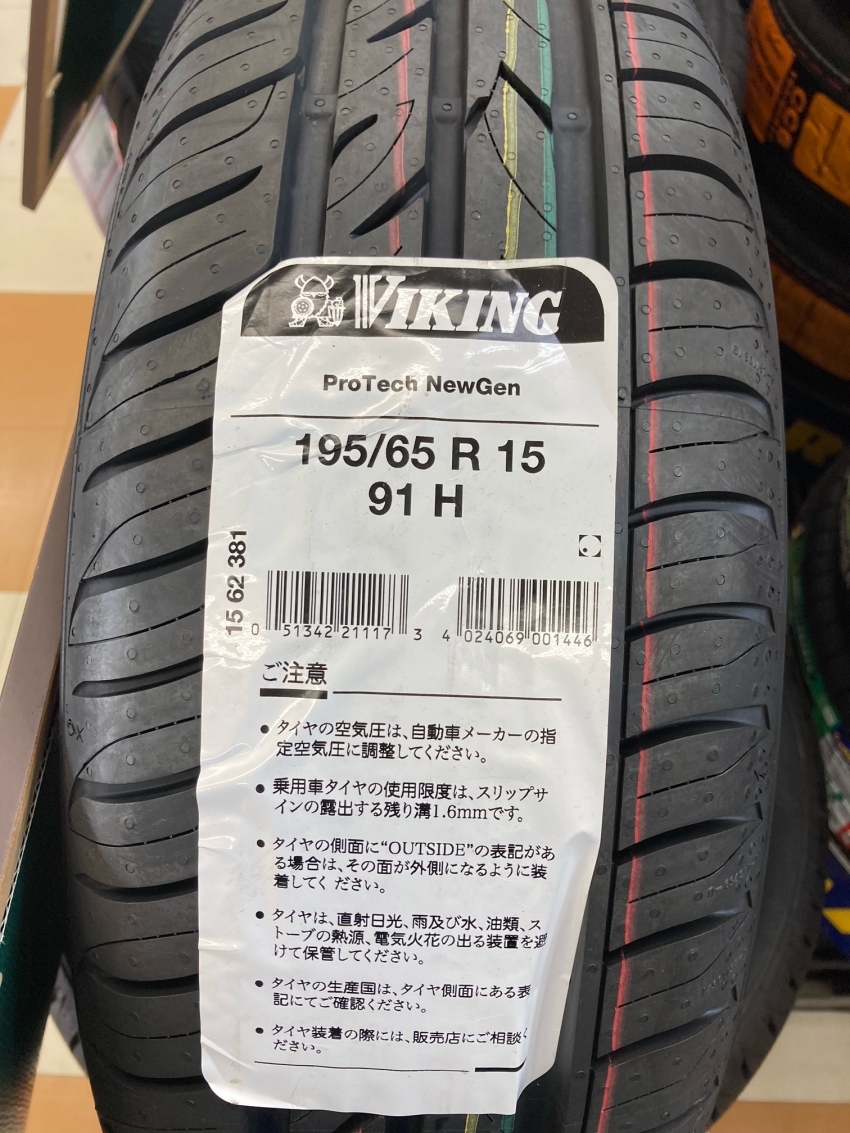 VIKING
ProTech NewGen
195/65 R 15
91 H
15 62 381
0 51342 21117 3
4 024069 001446
ご注意
• タイヤの空気圧は、自動車メーカーの指
定空気圧に調整してください。
• 乗用車タイヤの使用限度は、スリップサ
インの露出する残り溝1.6mmです。
• タイヤの側面に“OUTSIDE”の表記があ
る場合は、その面が外側になるように装
着してく ださい。
• タイヤは、直射日光、雨及び水、油類、ス
トーブの熱源、電気火花の出る装置を避
けて保管してください。
• タイヤの生産国は、タイヤ側面にある表
記にてご確認ください。
• タイヤ装着の際には、販売店にご相談く
ださい。